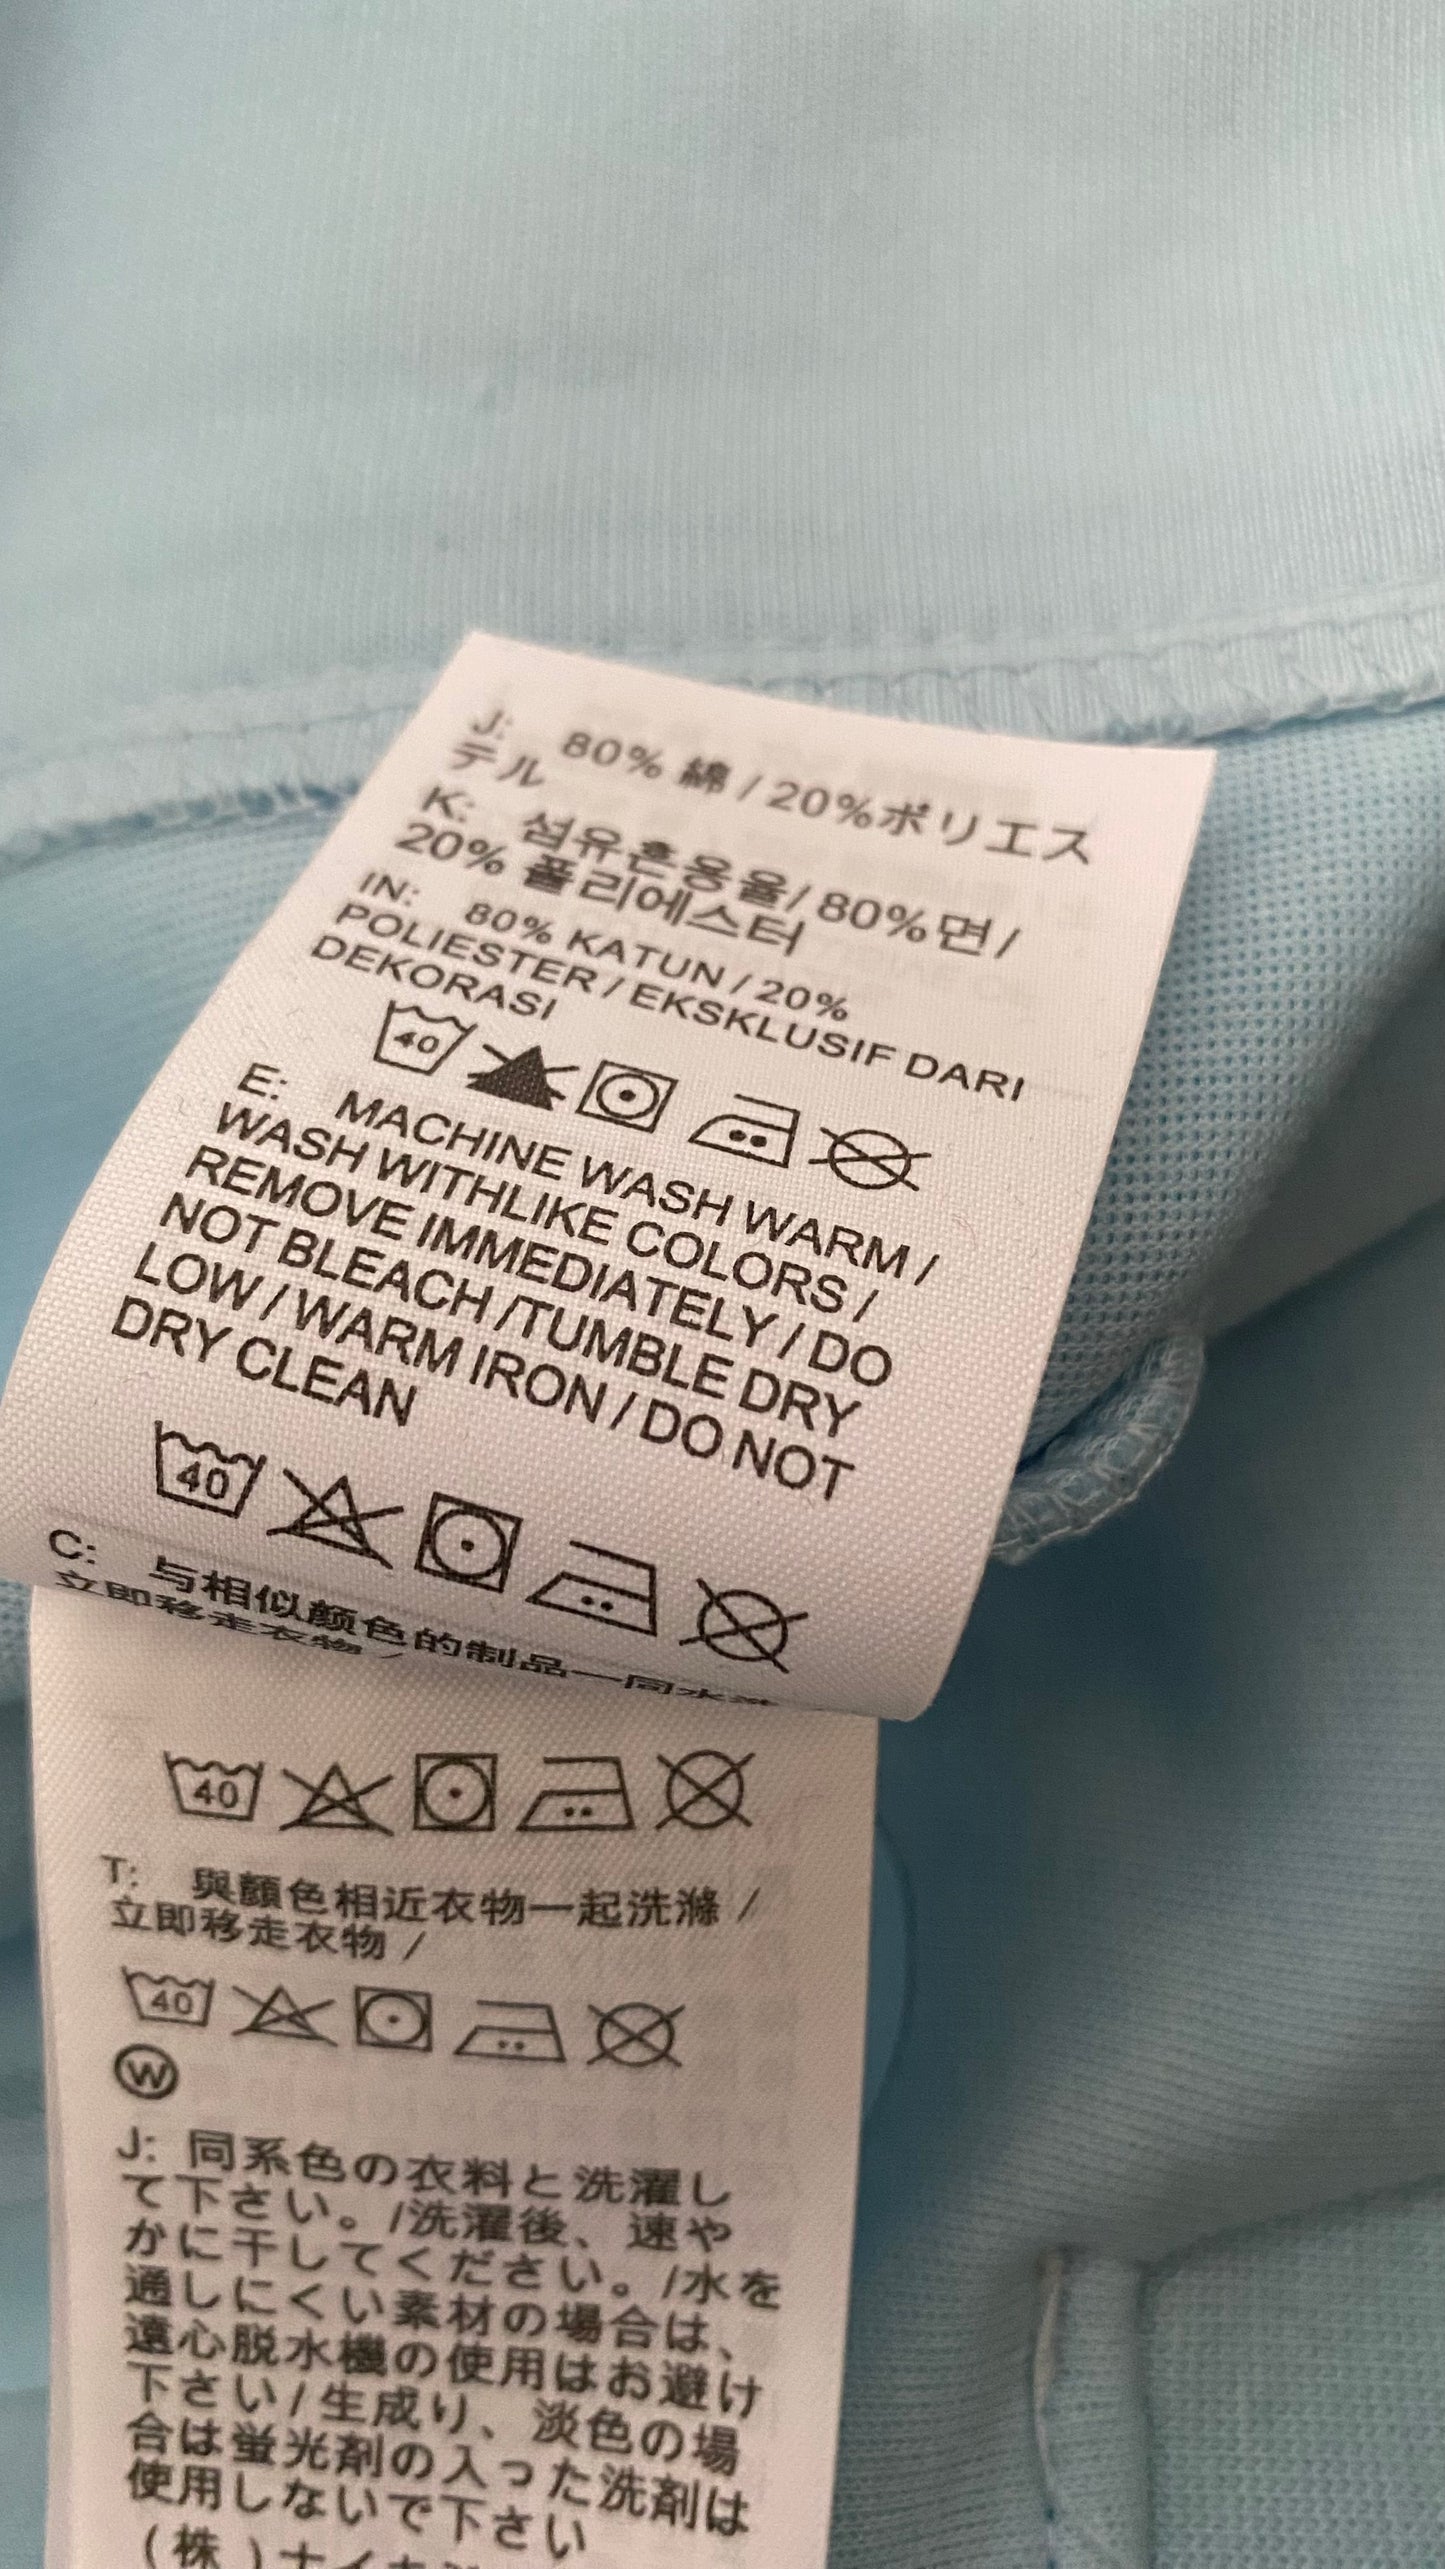 J: 80% 綿 / 20%ポリエス
テル
K: 섬유혼용율/ 80%면 /
20% 폴리에스터
IN: 80% KATUN / 20%
POLIESTER / EKSKLUSIF DARI
DEKORASI
40
E: MACHINE WASH WARM /
WASH WITHLIKE COLORS /
REMOVE IMMEDIATELY / DO
NOT BLEACH /TUMBLE DRY
LOW / WARM IRON / DO NOT
DRY CLEAN
40
C: 与相似颜色的制品一同水洗
立即移走衣物 /
40
T: 與顏色相近衣物一起洗滌 /
立即移走衣物 /
40
W
J: 同系色の衣料と洗濯し
て下さい。/洗濯後、速や
かに干してください。/水を
通しにくい素材の場合は、
遠心脱水機の使用はお避け
下さい / 生成り、淡色の場
合は蛍光剤の入った洗剤は
使用しないで下さい
(株)ナイキ